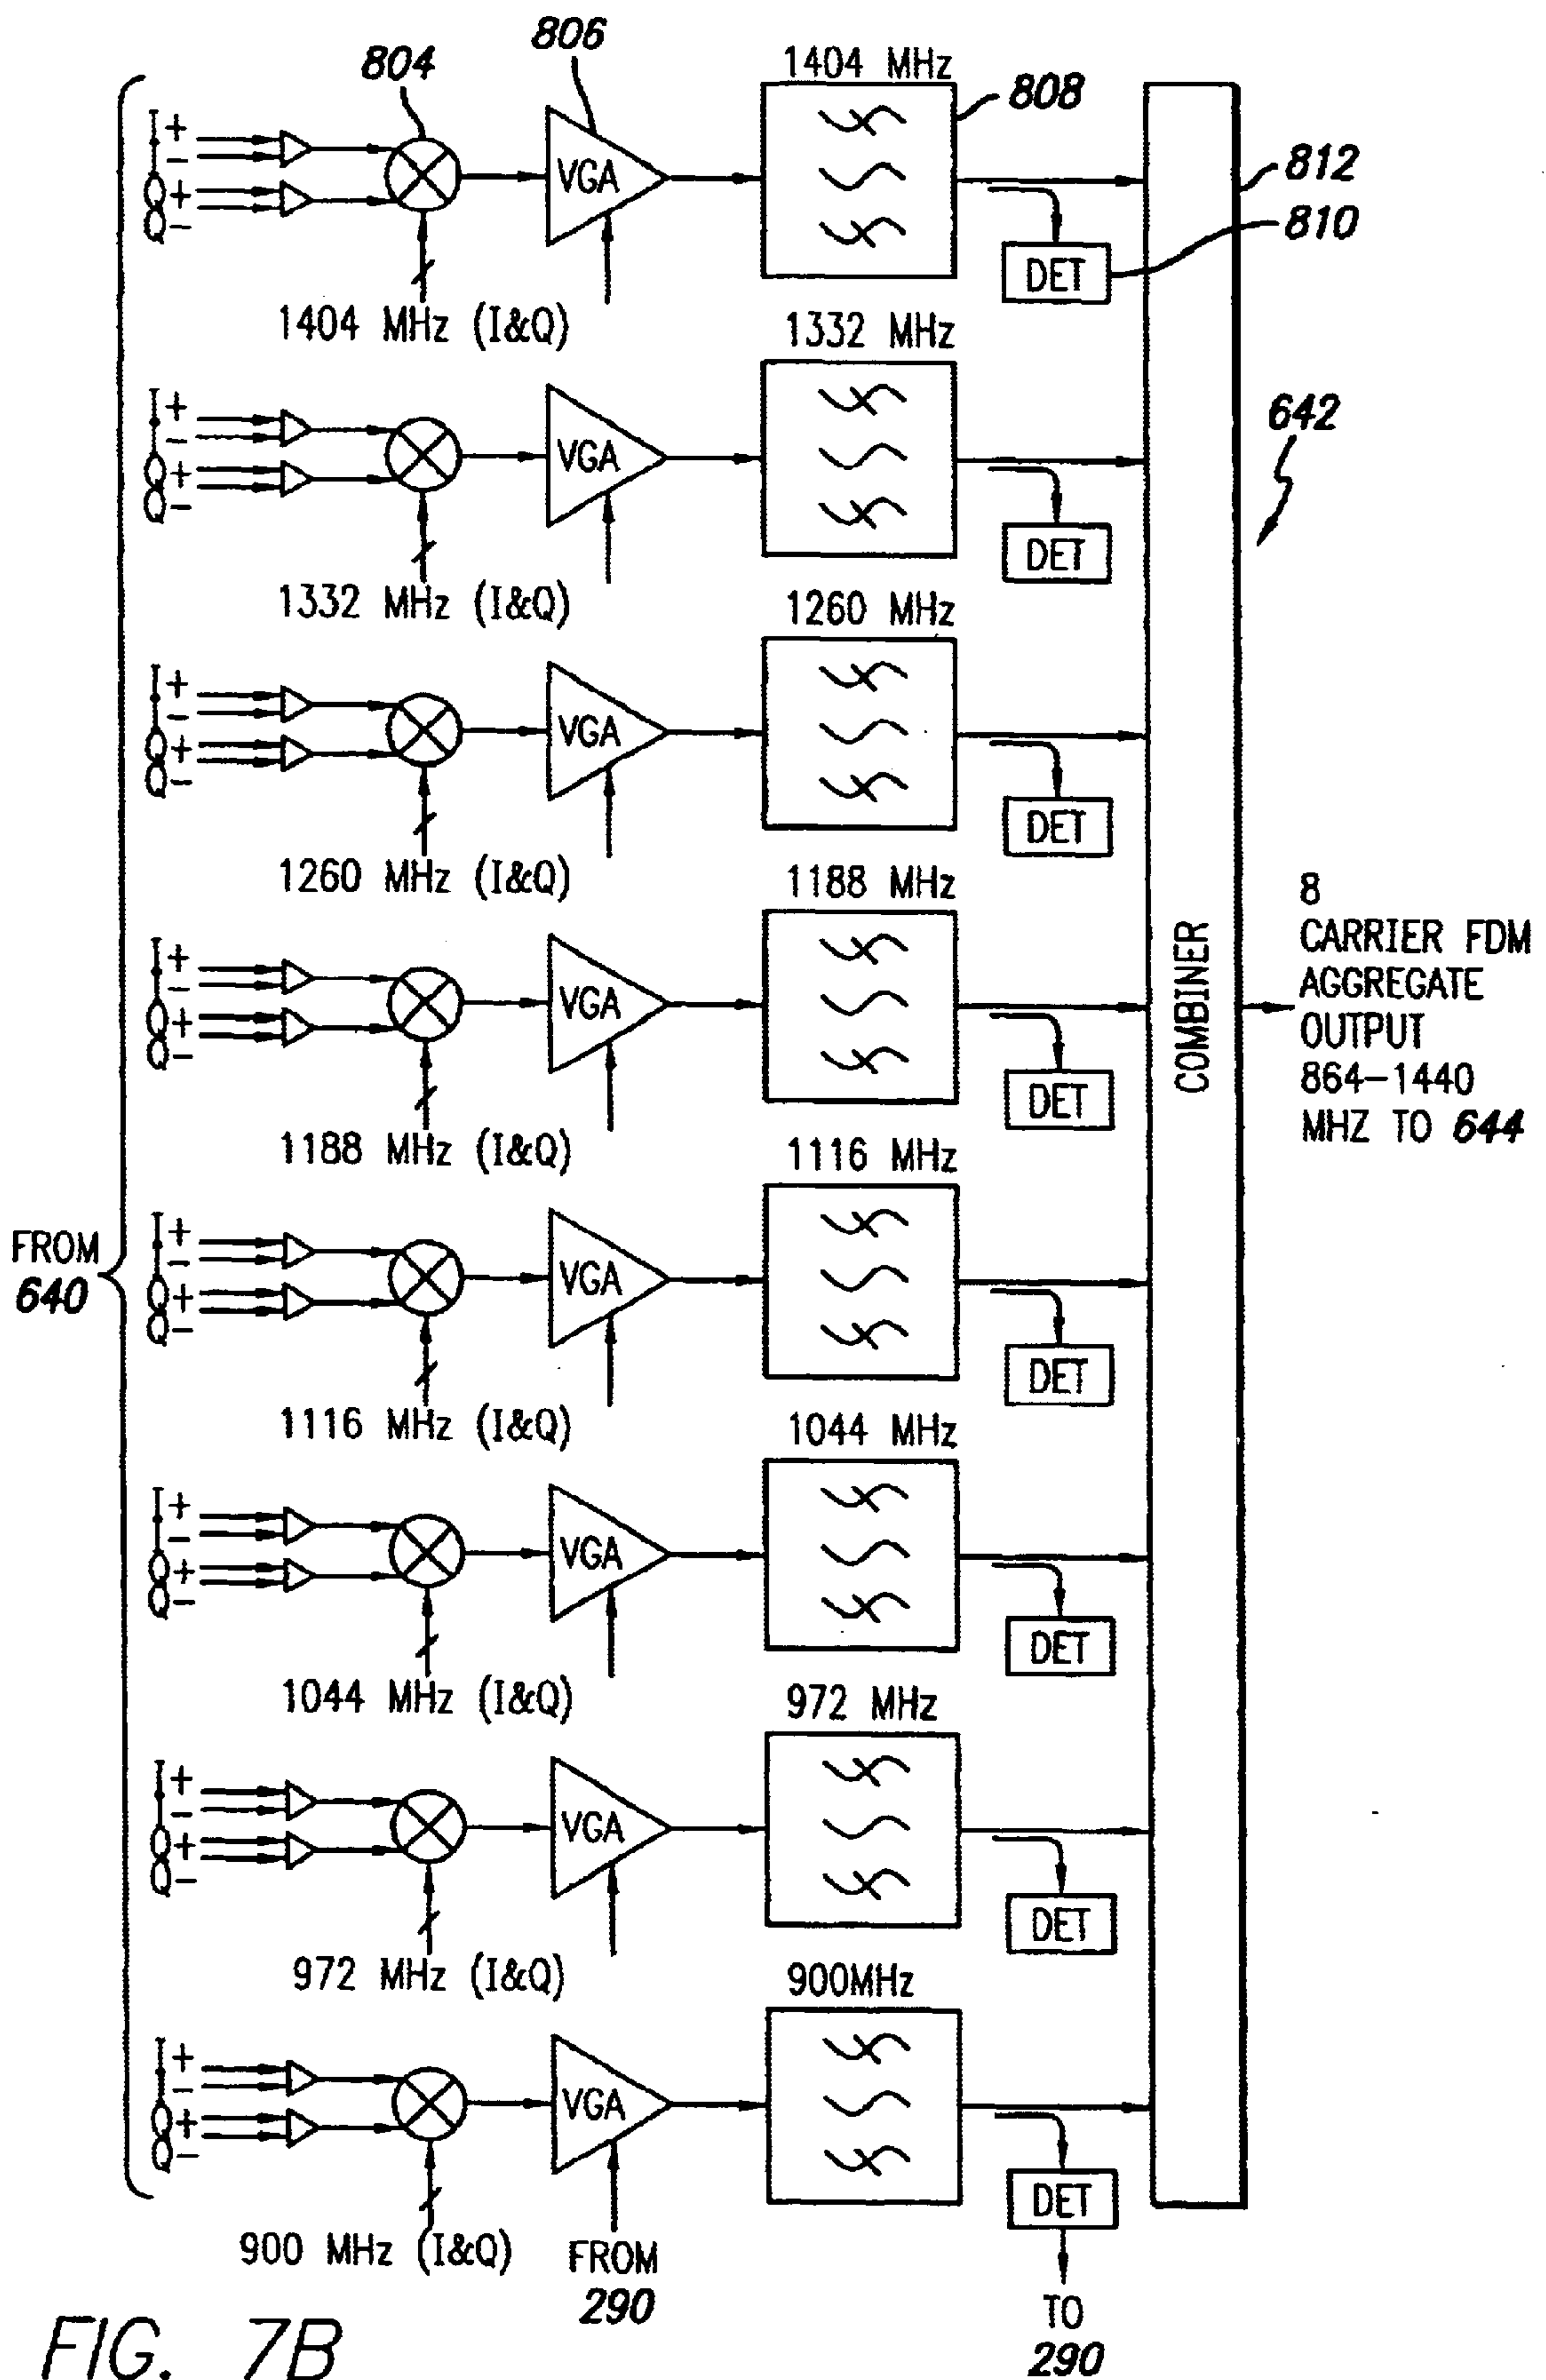 804
806
1404 MHz
808
I +
-
Q +
-
VGA
812
810
DET
1404 MHz (I&Q)
1332 MHz
I +
-
Q +
-
VGA
642
DET
1332 MHz (I&Q)
1260 MHz
I +
-
Q +
-
VGA
DET
1260 MHz (I&Q)
1188 MHz
I +
-
Q +
-
VGA
COMBINER
8
CARRIER FDM
AGGREGATE
OUTPUT
864-1440
MHZ TO 644
DET
1188 MHz (I&Q)
1116 MHz
FROM
640
I +
-
Q +
-
VGA
DET
1116 MHz (I&Q)
1044 MHz
I +
-
Q +
-
VGA
DET
1044 MHz (I&Q)
972 MHz
I +
-
Q +
-
VGA
DET
972 MHz (I&Q)
900MHz
I +
-
Q +
-
VGA
DET
900 MHz (I&Q)
FROM
290
TO
290
FIG. 7B